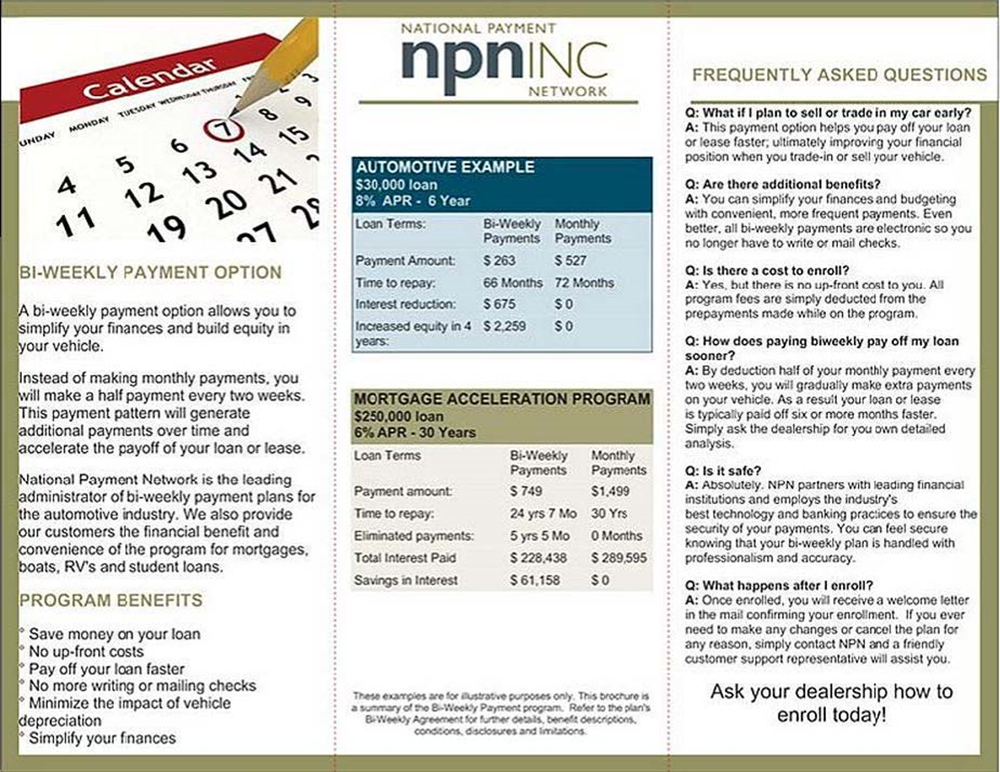 Calendar
UNDAY MONDAY TUESDAY WEDNESDAY THURSDAY
1 2 3
4 5 6 7 8 9
11 12 13 14 15
19 20 21
27 28
BI-WEEKLY PAYMENT OPTION
A bi-weekly payment option allows you to
simplify your finances and build equity in
your vehicle.
Instead of making monthly payments, you
will make a half payment every two weeks.
This payment pattern will generate
additional payments over time and
accelerate the payoff of your loan or lease.
National Payment Network is the leading
administrator of bi-weekly payment plans for
the automotive industry. We also provide
our customers the financial benefit and
convenience of the program for mortgages,
boats, RV's and student loans.
PROGRAM BENEFITS
* Save money on your loan
* No up-front costs
* Pay off your loan faster
* No more writing or mailing checks
* Minimize the impact of vehicle
depreciation
* Simplify your finances
NATIONAL PAYMENT
npnINC
NETWORK
AUTOMOTIVE EXAMPLE
$30,000 loan
8% APR - 6 Year
Loan Terms: Bi-Weekly Monthly
Payments Payments
Payment Amount: $ 263 $ 527
Time to repay: 66 Months 72 Months
Interest reduction: $ 675 $ 0
Increased equity in 4 $ 2,259 $ 0
years:
MORTGAGE ACCELERATION PROGRAM
$250,000 loan
6% APR - 30 Years
Loan Terms Bi-Weekly Monthly
Payments Payments
Payment amount: $ 749 $1,499
Time to repay: 24 yrs 7 Mo 30 Yrs
Eliminated payments: 5 yrs 5 Mo 0 Months
Total Interest Paid $ 228,438 $ 289,595
Savings in Interest $ 61,158 $ 0
These examples are for illustrative purposes only. This brochure is
a summary of the Bi-Weekly Payment program. Refer to the plan's
Bi-Weekly Agreement for further details, benefit descriptions,
conditions, disclosures and limitations.
FREQUENTLY ASKED QUESTIONS
Q: What if I plan to sell or trade in my car early?
A: This payment option helps you pay off your loan
or lease faster; ultimately improving your financial
position when you trade-in or sell your vehicle.
Q: Are there additional benefits?
A: You can simplify your finances and budgeting
with convenient, more frequent payments. Even
better, all bi-weekly payments are electronic so you
no longer have to write or mail checks.
Q: Is there a cost to enroll?
A: Yes, but there is no up-front cost to you. All
program fees are simply deducted from the
prepayments made while on the program.
Q: How does paying biweekly pay off my loan
sooner?
A: By deduction half of your monthly payment every
two weeks, you will gradually make extra payments
on your vehicle. As a result your loan or lease
is typically paid off six or more months faster.
Simply ask the dealership for you own detailed
analysis.
Q: Is it safe?
A: Absolutely. NPN partners with leading financial
institutions and employs the industry's
best technology and banking practices to ensure the
security of your payments. You can feel secure
knowing that your bi-weekly plan is handled with
professionalism and accuracy.
Q: What happens after I enroll?
A: Once enrolled, you will receive a welcome letter
in the mail confirming your enrollment. If you ever
need to make any changes or cancel the plan for
any reason, simply contact NPN and a friendly
customer support representative will assist you.
Ask your dealership how to
enroll today!